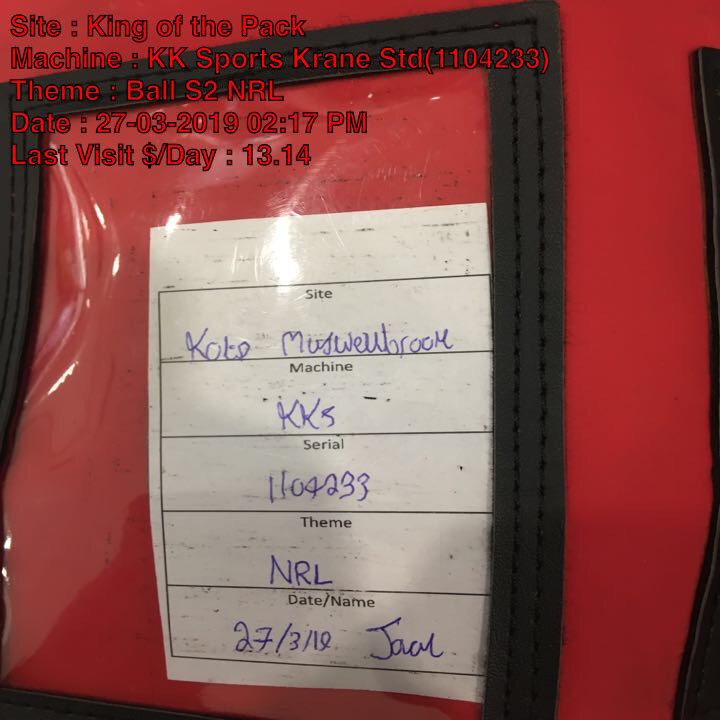 Site : King of the Pack
Machine : KK Sports Krane Std(1104233)
Theme : Ball S2 NRL
Date : 27-03-2019 02:17 PM
Last Visit $/Day : 13.14
Site
Kotp Muswellbrook
Machine
KKS
Serial
1104233
Theme
NRL
Date/Name
27/3/19